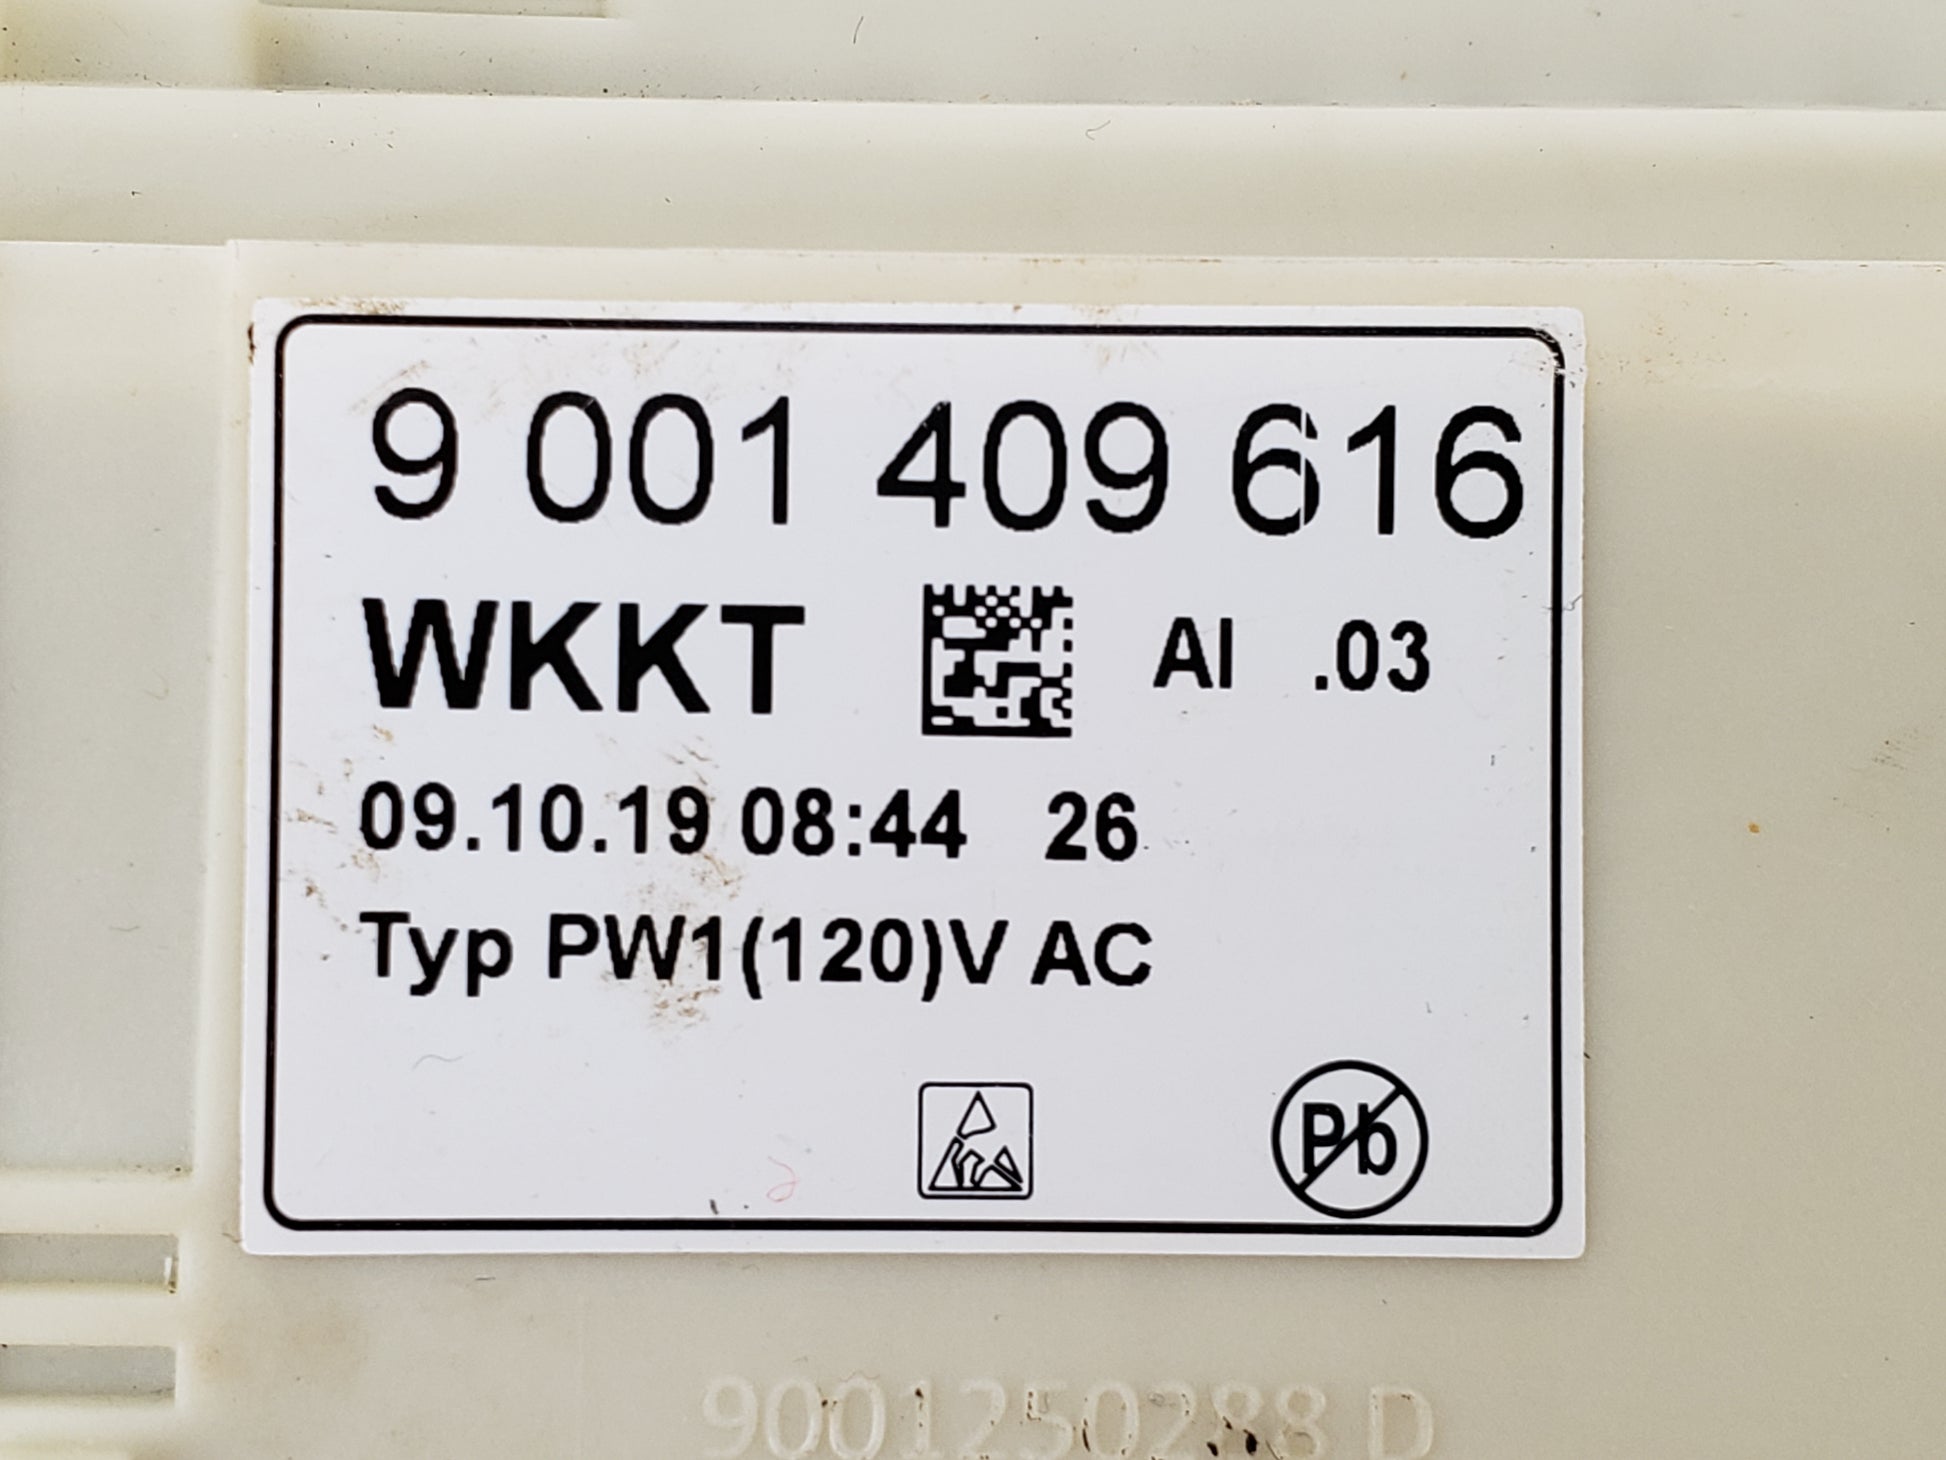 9 001 409 616
WKKT AI .03
09.10.19 08:44 26
Typ PW1(120)V AC
Pb
9001250288 D